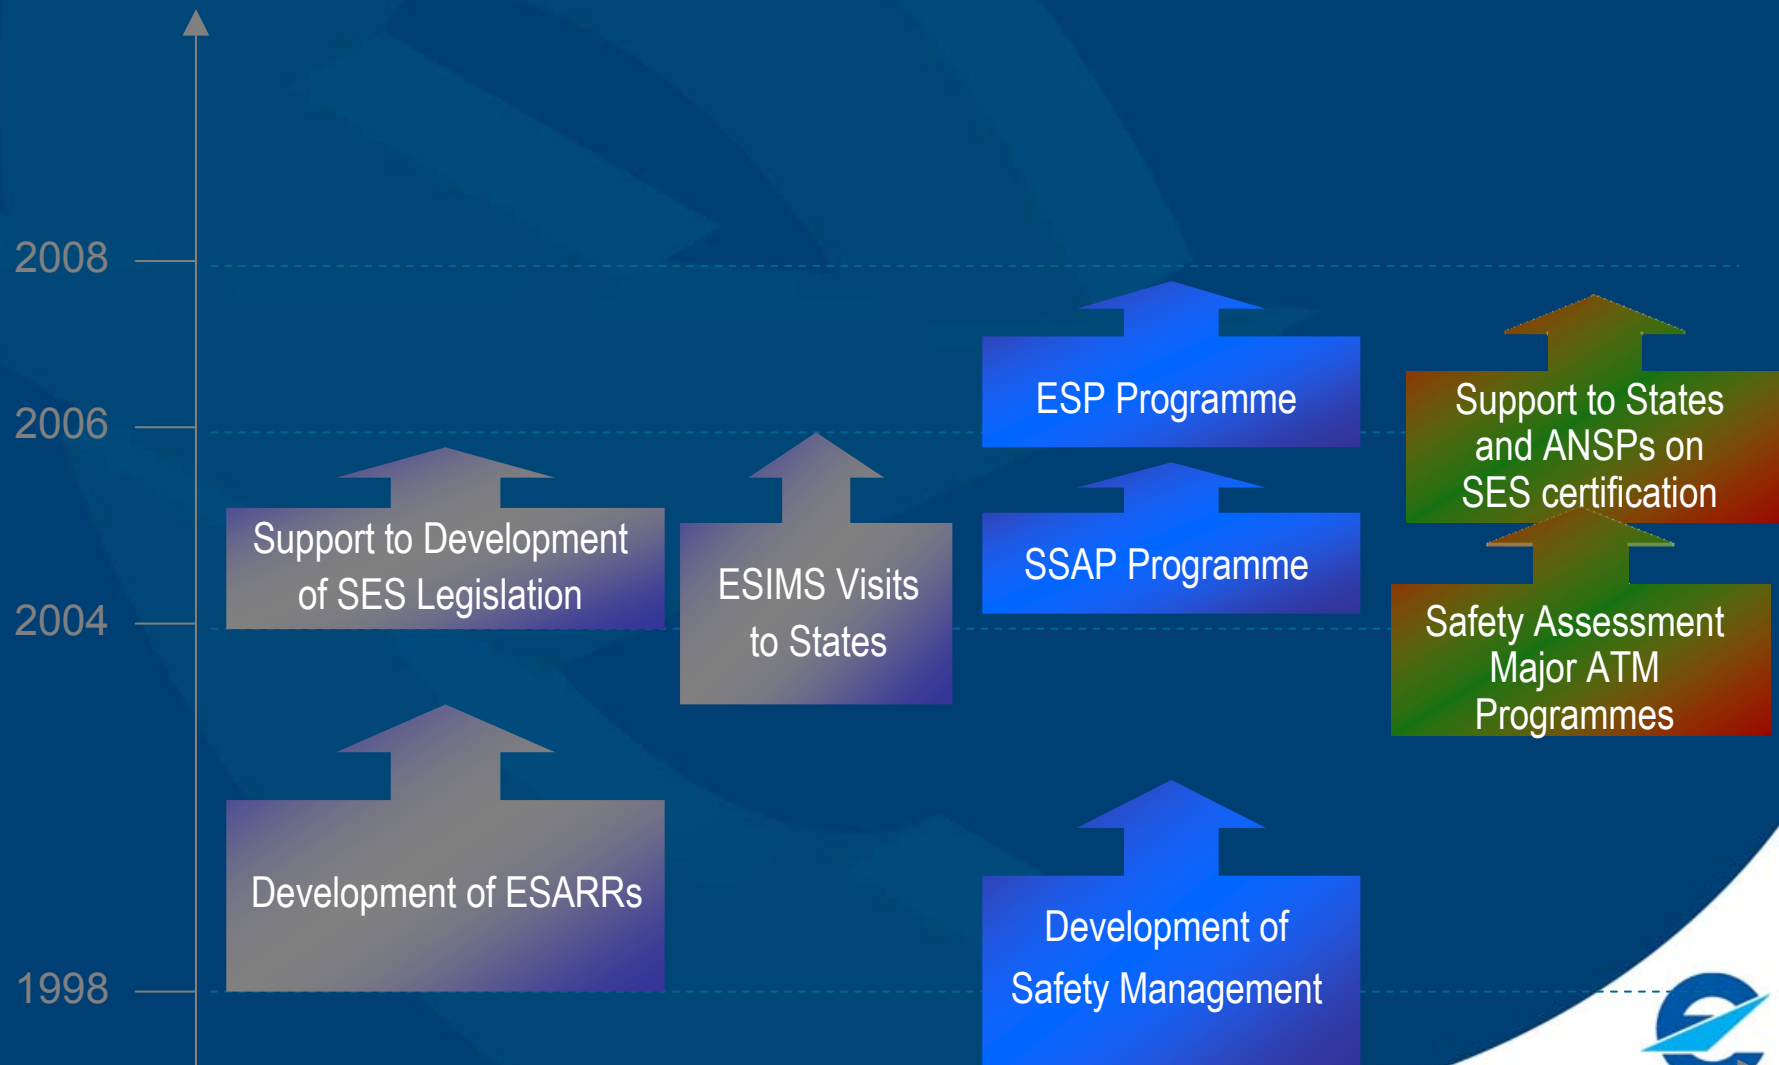 2008
2006
2004
1998
Support to Development
of SES Legislation
Development of ESARRs
ESIMS Visits
to States
ESP Programme
SSAP Programme
Development of
Safety Management
Support to States
and ANSPs on
SES certification
Safety Assessment
Major ATM
Programmes